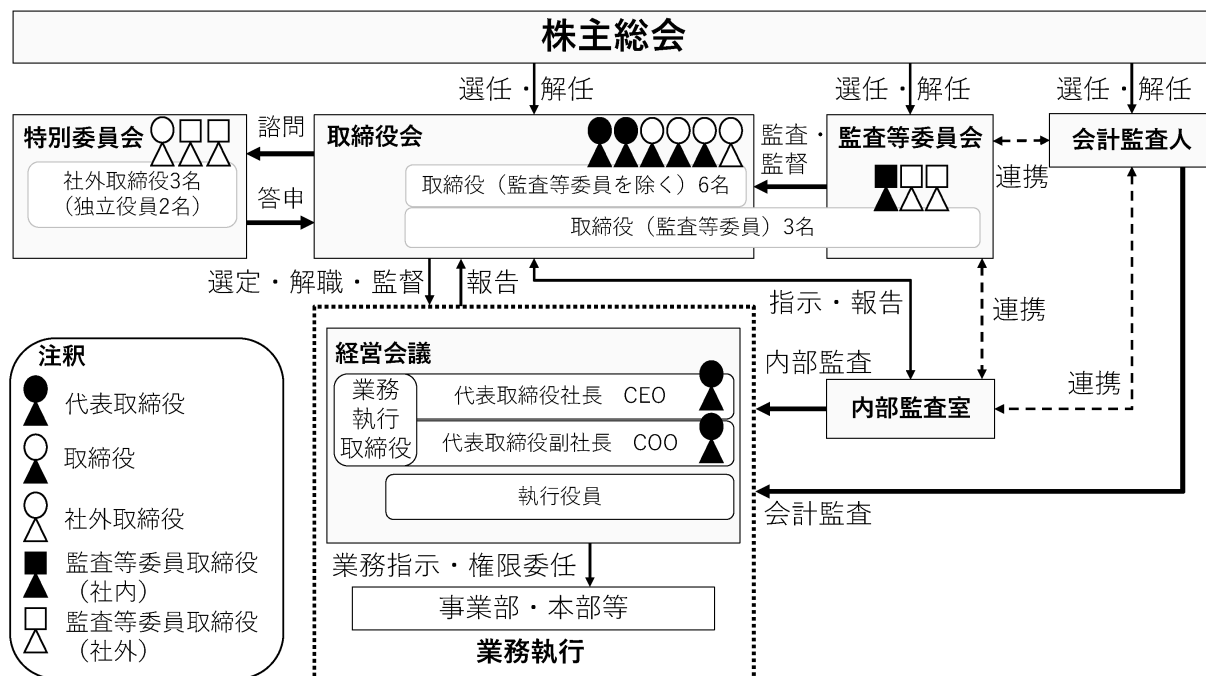 株主総会
選任・解任
選任・解任
選任・解任
特別委員会
社外取締役3名
(独立役員2名)
諮問
答申
取締役会
取締役（監査等委員を除く）6名
取締役（監査等委員）3名
監査・
監督
監査等委員会
連携
会計監査人
選定・解職・監督
報告
指示・報告
連携
連携
内部監査
内部監査室
会計監査
経営会議
業務
執行
取締役
代表取締役社長　CEO
代表取締役副社長　COO
執行役員
業務指示・権限委任
事業部・本部等
業務執行
注釈
代表取締役
取締役
社外取締役
監査等委員取締役
（社内）
監査等委員取締役
（社外）